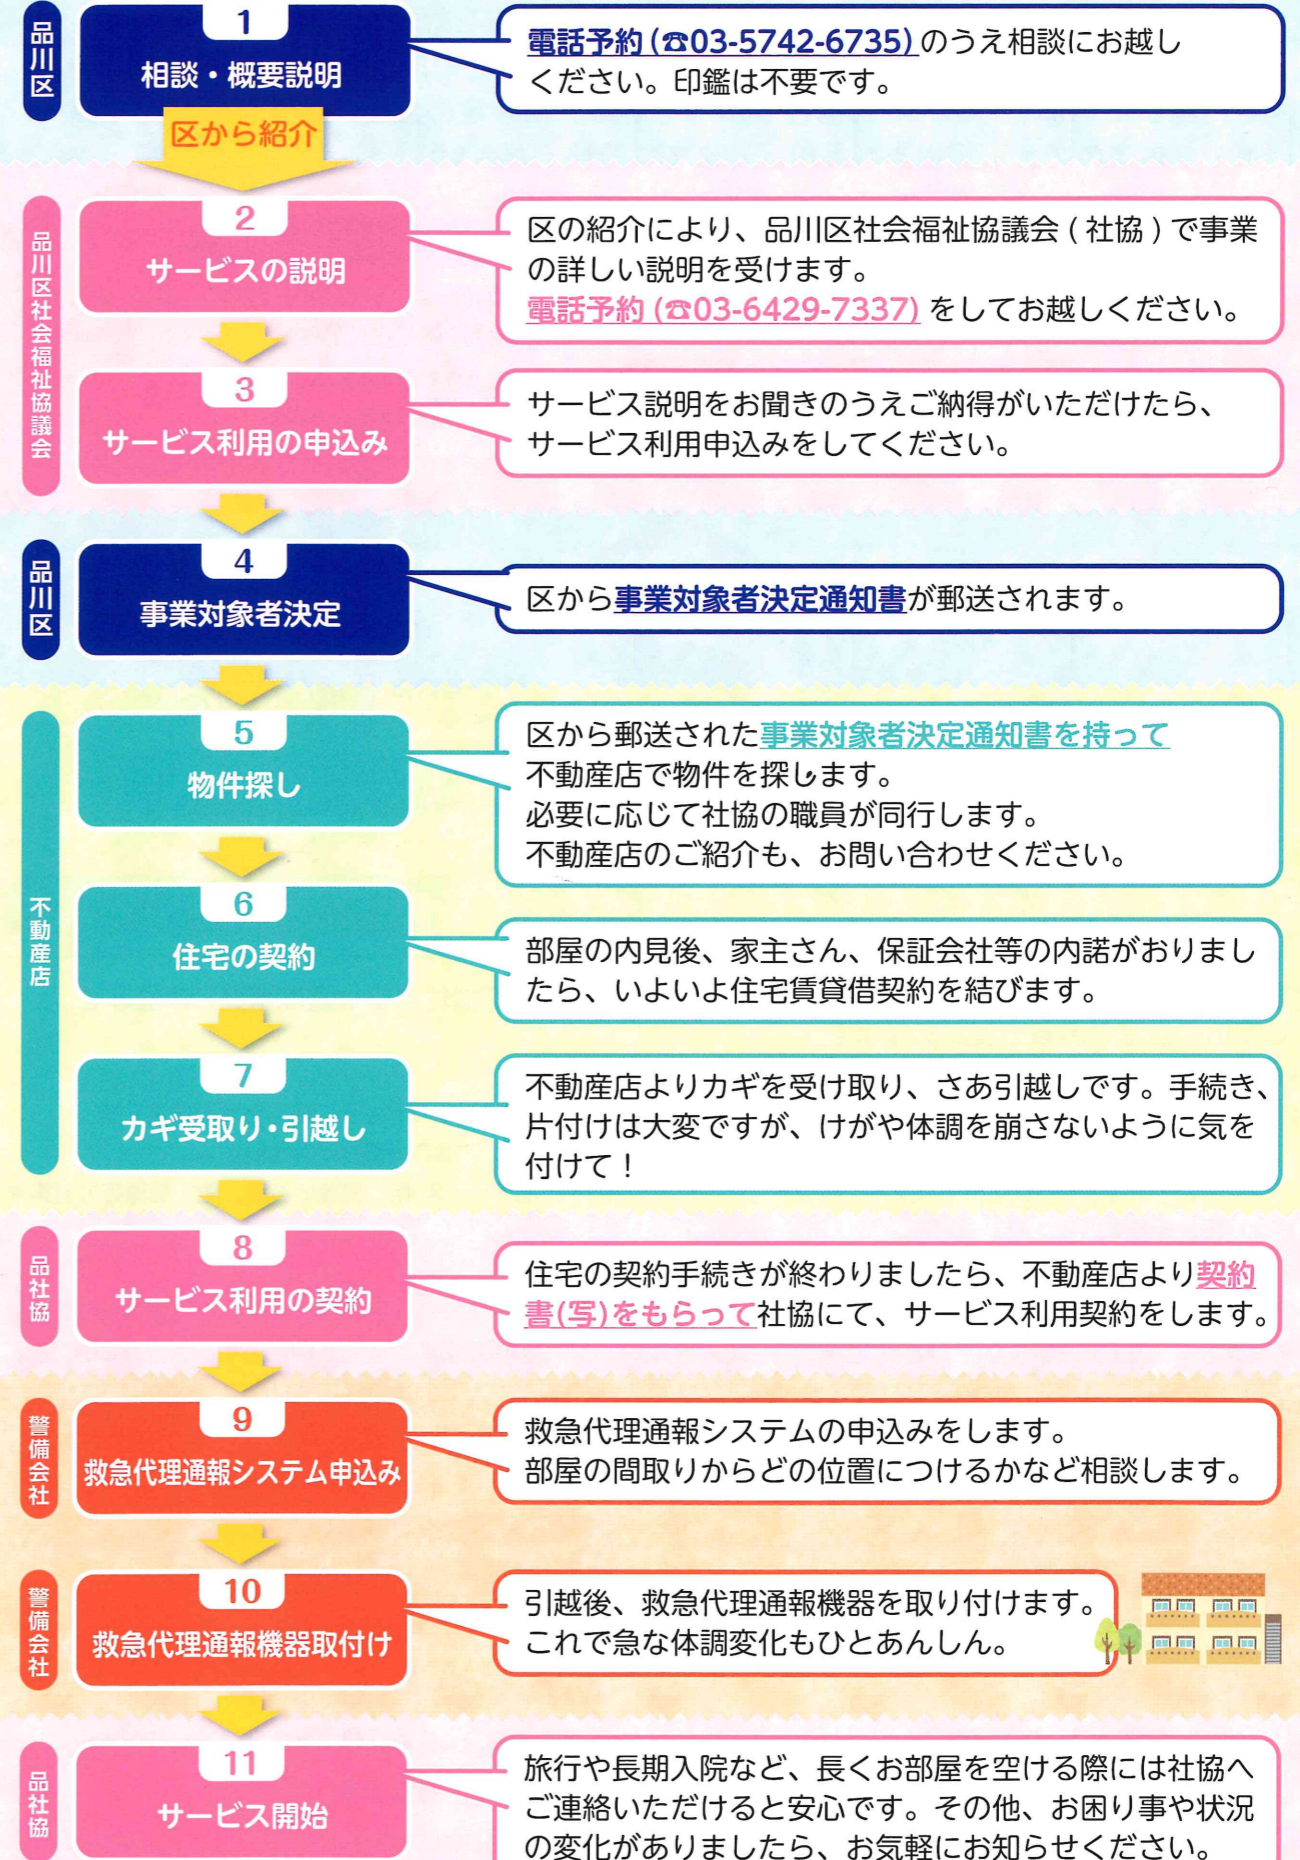 品川区
1
相談・概要説明
電話予約(☎03-5742-6735)のうえ相談にお越し
ください。印鑑は不要です。
区から紹介
品川区社会福祉協議会
2
サービスの説明
区の紹介により、品川区社会福祉協議会(社協)で事業
の詳しい説明を受けます。
電話予約(☎03-6429-7337)をしてお越しください。
3
サービス利用の申込み
サービス説明をお聞きのうえご納得がいただけたら、
サービス利用申込みをしてください。
品川区
4
事業対象者決定
区から事業対象者決定通知書が郵送されます。
不動産店
5
物件探し
区から郵送された事業対象者決定通知書を持って
不動産店で物件を探します。
必要に応じて社協の職員が同行します。
不動産店のご紹介も、お問い合わせください。
6
住宅の契約
部屋の内見後、家主さん、保証会社等の内諾がおりまし
たら、いよいよ住宅賃貸借契約を結びます。
7
カギ受取り・引越し
不動産店よりカギを受け取り、さあ引越しです。手続き、
片付けは大変ですが、けがや体調を崩さないように気を
付けて!
品社協
8
サービス利用の契約
住宅の契約手続きが終わりましたら、不動産店より契約
書(写)をもらって社協にて、サービス利用契約をします。
警備会社
9
救急代理通報システム申込み
救急代理通報システムの申込みをします。
部屋の間取りからどの位置につけるかなど相談します。
警備会社
10
救急代理通報機器取付け
引越後、救急代理通報機器を取り付けます。
これで急な体調変化もひとあんしん。
品社協
11
サービス開始
旅行や長期入院など、長くお部屋を空ける際には社協へ
ご連絡いただけると安心です。その他、お困り事や状況
の変化がありましたら、お気軽にお知らせください。